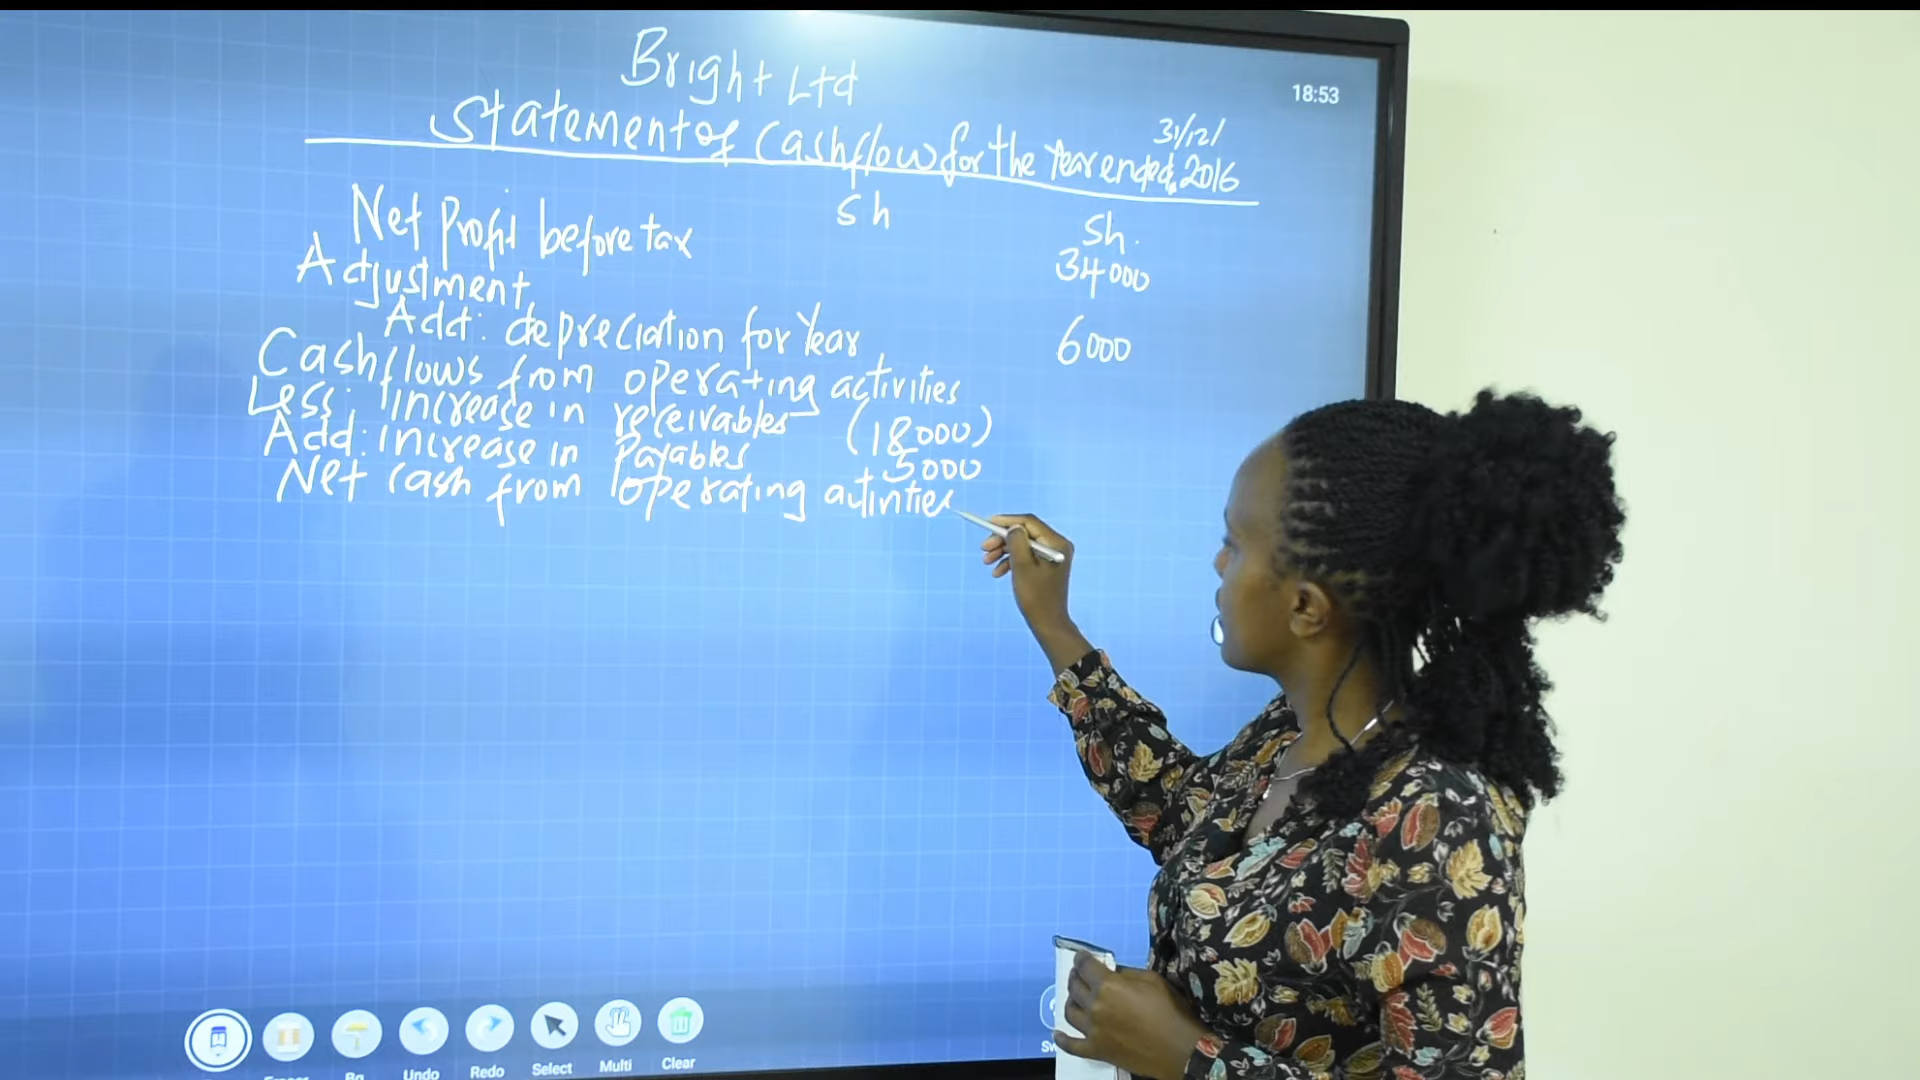 Bright Ltd
18:53
Statement of Cashflow for the Year ended 31/12/2016
Sh Sh.
Net Profit before tax 34000
Adjustment
Add: depreciation for Year 6000
Cashflows from operating activities
Less: increase in receivables (18000)
Add: increase in Payables 5000
Net cash from operating activities
Undo Redo Select Multi Clear